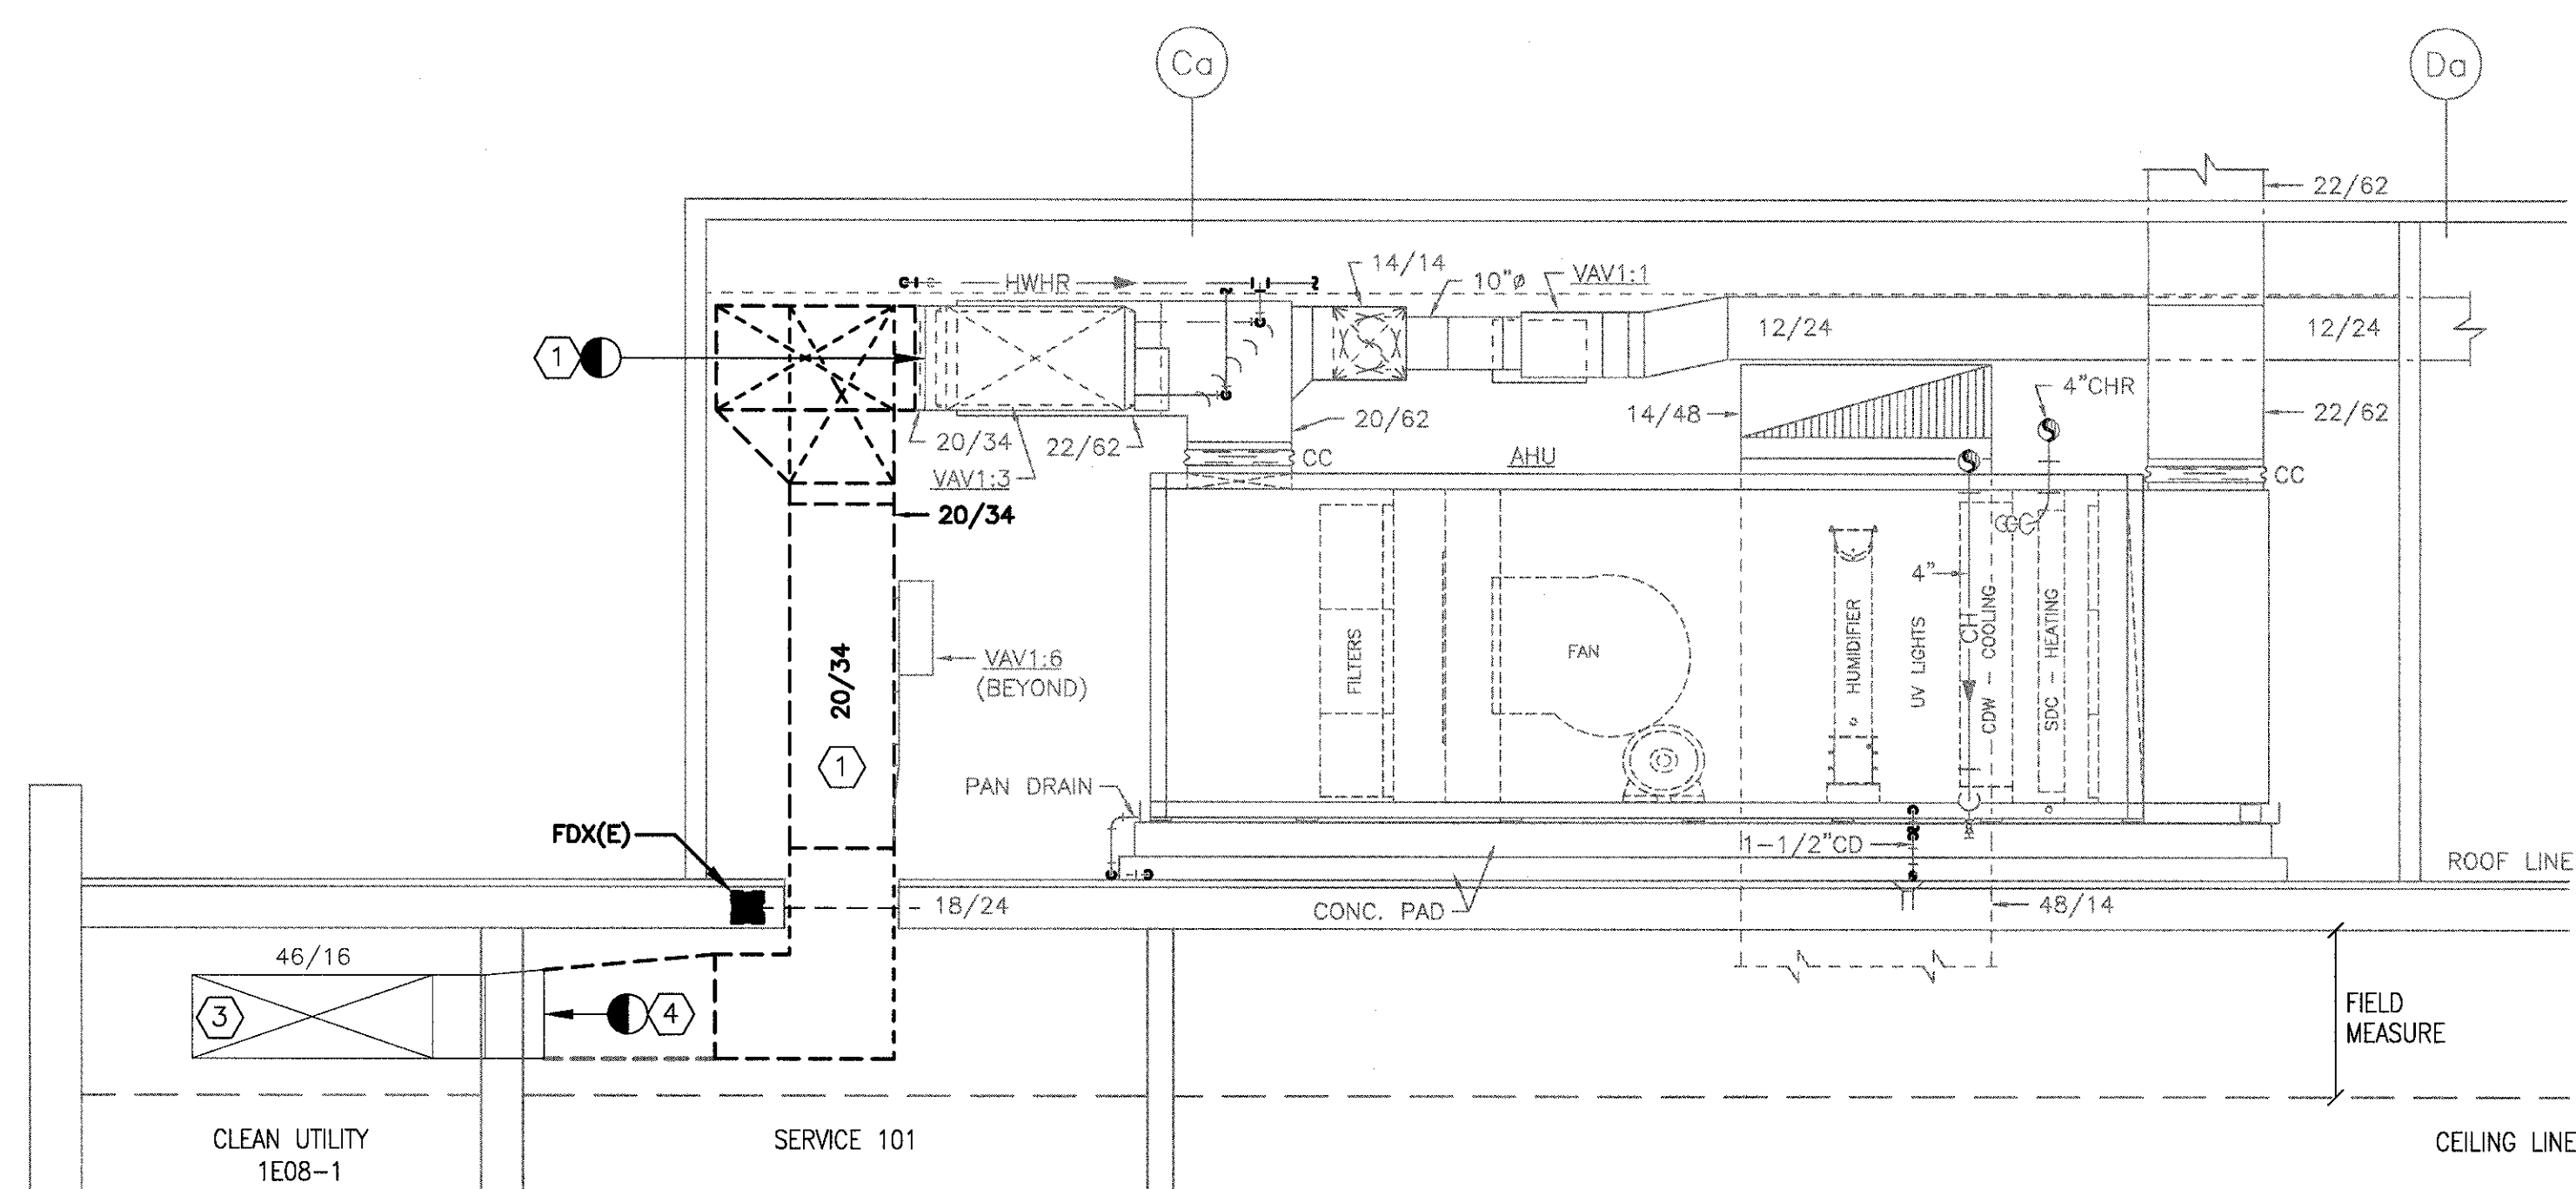 Ca
Da
22/62
14/14
10"ø
VAV1:1
HWHR
12/24
12/24
1
4"CHR
14/48
22/62
20/62
20/34
22/62
CC
AHU
CC
VAV1:3
20/34
4"
CH
FILTERS
FAN
HUMIDIFIER
UV LIGHTS
CDW - COOLING
SDC - HEATING
20/34
VAV1:6
(BEYOND)
1
PAN DRAIN
FDX(E)
1-1/2"CD
ROOF LINE
18/24
CONC. PAD
48/14
46/16
3
4
FIELD
MEASURE
CLEAN UTILITY
1E08-1
SERVICE 101
CEILING LINE